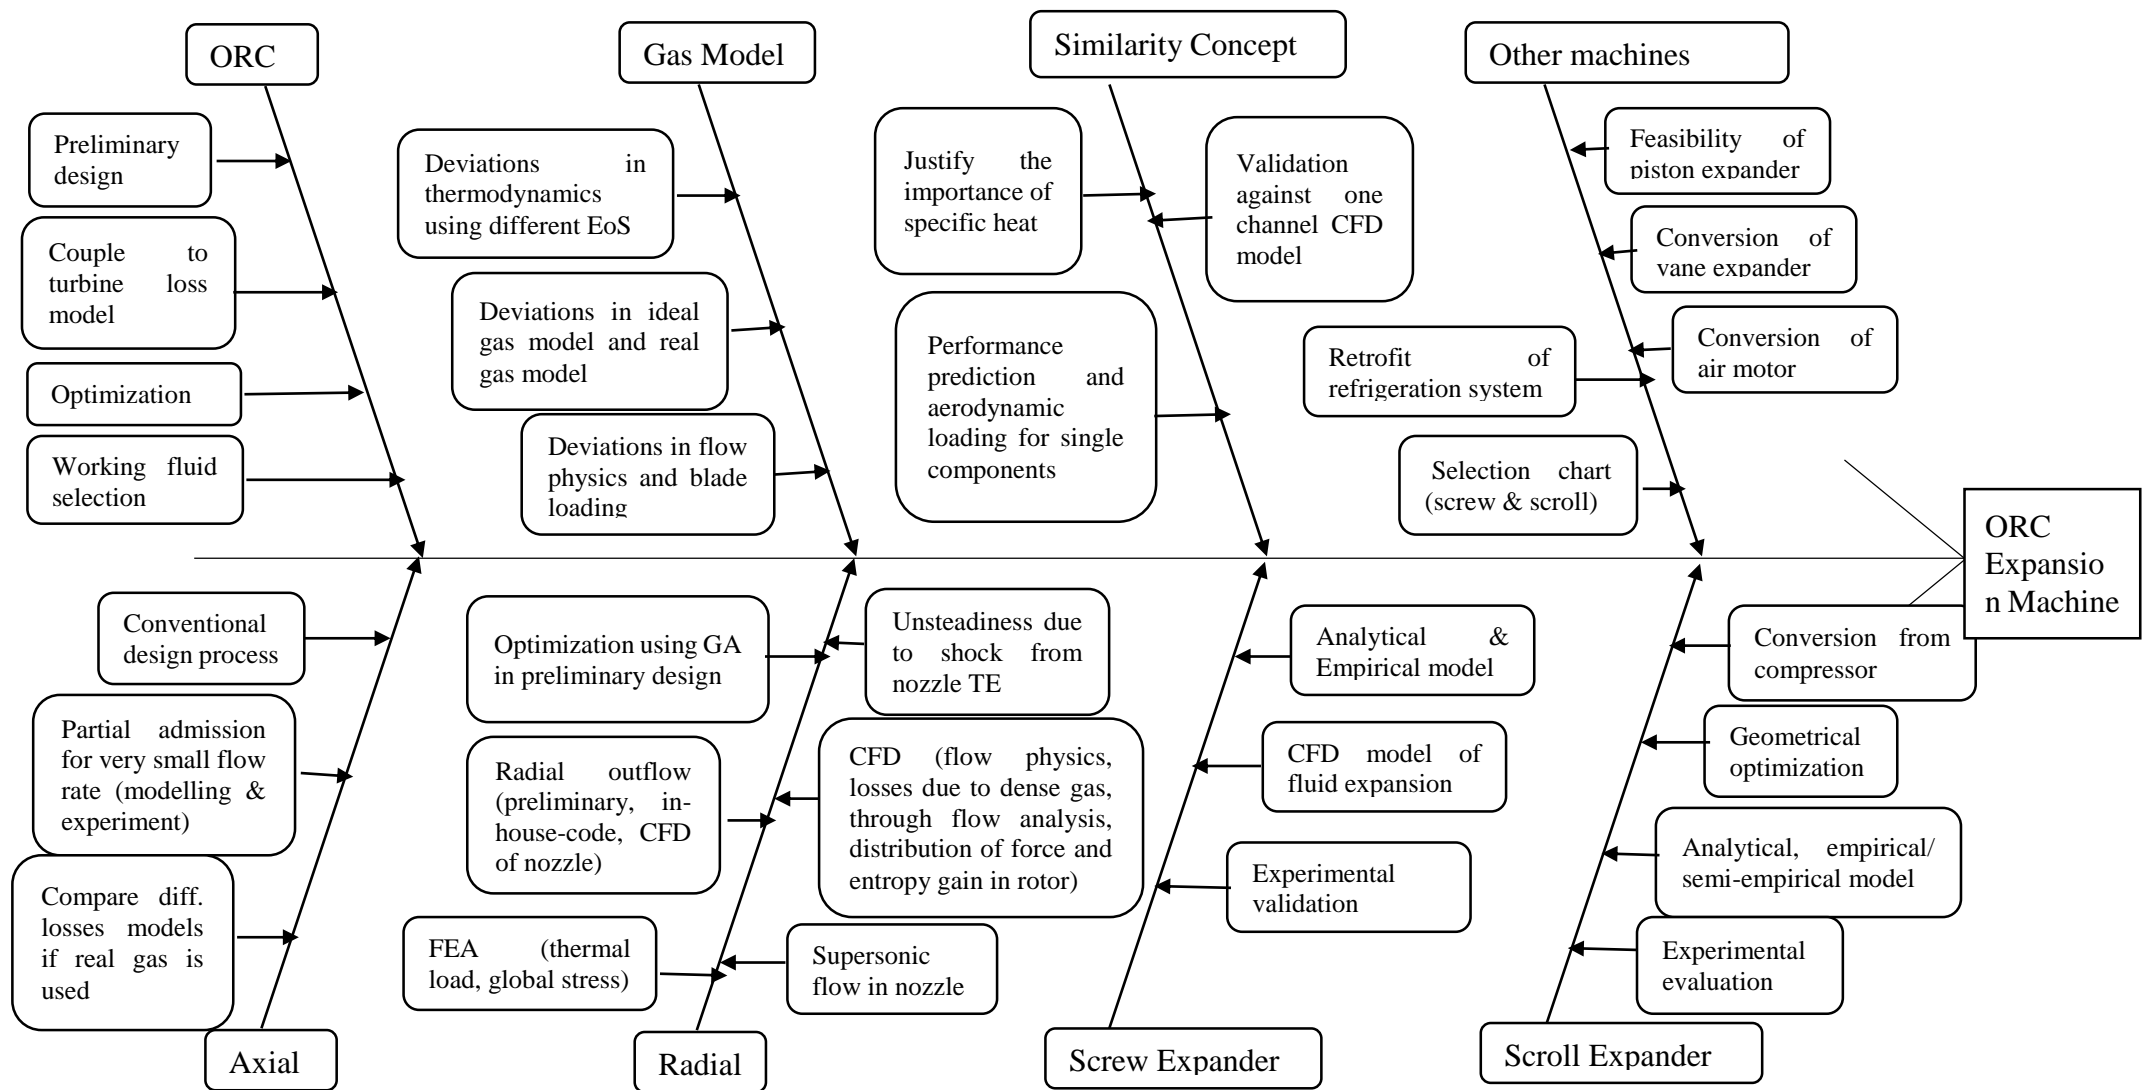 ORC
Gas Model
Similarity Concept
Other machines
Preliminary
design
Couple to
turbine loss
model
Optimization
Working fluid
selection
Deviations in
thermodynamics
using different EoS
Deviations in ideal
gas model and real
gas model
Deviations in flow
physics and blade
loading
Justify the
importance of
specific heat
Validation
against one
channel CFD
model
Performance
prediction and
aerodynamic
loading for single
components
Feasibility of
piston expander
Conversion of
vane expander
Conversion of
air motor
Retrofit of
refrigeration system
Selection chart
(screw & scroll)
ORC
Expansio
n Machine
Conventional
design process
Partial admission
for very small flow
rate (modelling &
experiment)
Compare diff.
losses models
if real gas is
used
Optimization using GA
in preliminary design
Unsteadiness due
to shock from
nozzle TE
Radial outflow
(preliminary, in-
house-code, CFD
of nozzle)
CFD (flow physics,
losses due to dense gas,
through flow analysis,
distribution of force and
entropy gain in rotor)
FEA (thermal
load, global stress)
Supersonic
flow in nozzle
Analytical &
Empirical model
CFD model of
fluid expansion
Experimental
validation
Conversion from
compressor
Geometrical
optimization
Analytical, empirical/
semi-empirical model
Experimental
evaluation
Axial
Radial
Screw Expander
Scroll Expander